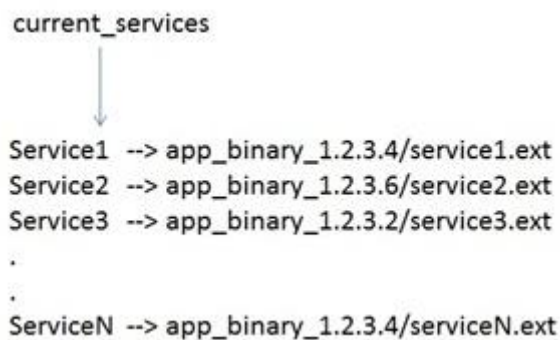 current_services
Service1 --> app_binary_1.2.3.4/service1.ext
Service2 --> app_binary_1.2.3.6/service2.ext
Service3 --> app_binary_1.2.3.2/service3.ext
.
.
ServiceN --> app_binary_1.2.3.4/serviceN.ext